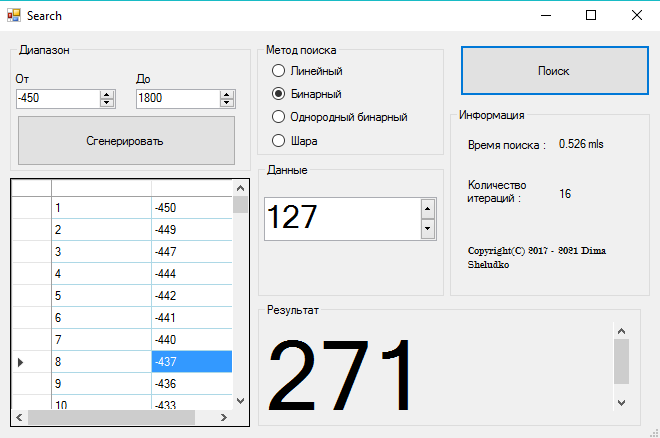 Search
Диапазон
От
До
-450
1800
Сгенерировать
1 -450
2 -449
3 -447
4 -444
5 -442
6 -441
7 -440
8 -437
9 -436
10 -433
Метод поиска
Линейный
Бинарный
Однородный бинарный
Шара
Данные
127
Поиск
Информация
Время поиска : 0.526 mls
Количество
итераций : 16
Copyright(C) 2017 - 2021 Dima
Sheludko
Результат
271